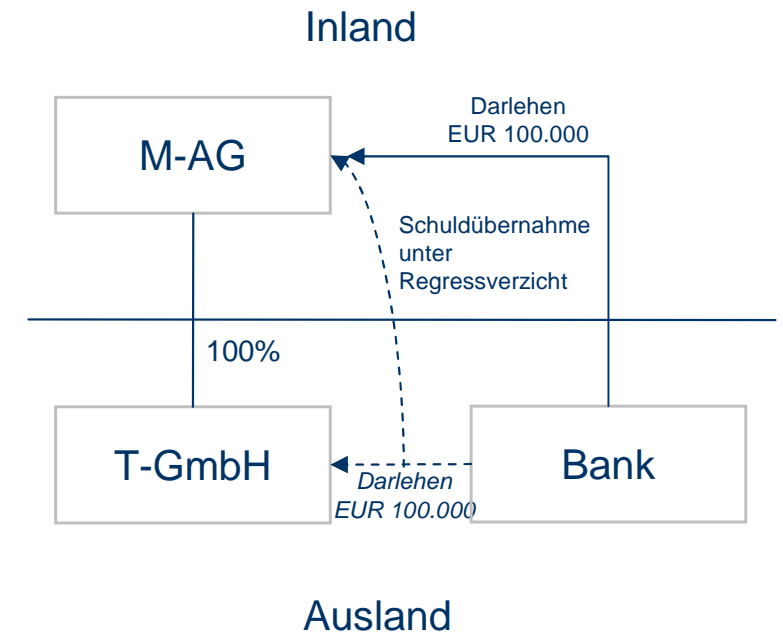 Inland
M-AG
Darlehen
EUR 100.000
Schuldübernahme
unter
Regressverzicht
100%
T-GmbH
Darlehen
EUR 100.000
Bank
Ausland